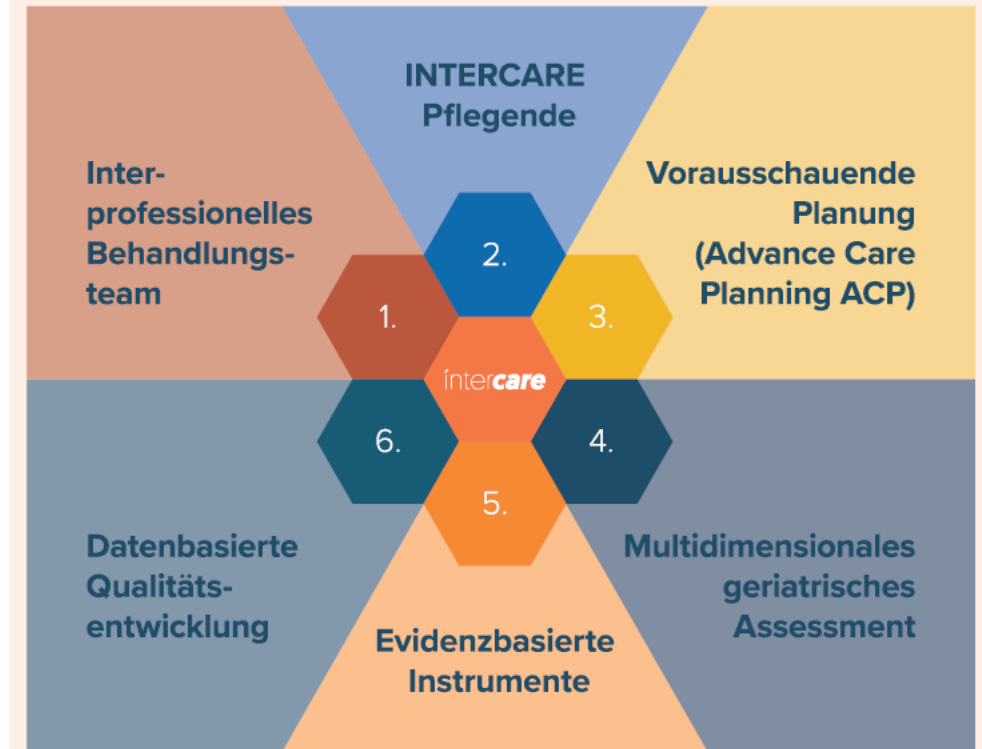 INTERCARE
Pflegende
Inter-
professionelles
Behandlungs-
team
Vorausschauende
Planung
(Advance Care
Planning ACP)
2.
1.
3.
intercare
6.
4.
5.
Datenbasierte
Qualitäts-
entwicklung
Multidimensionales
geriatrisches
Assessment
Evidenzbasierte
Instrumente